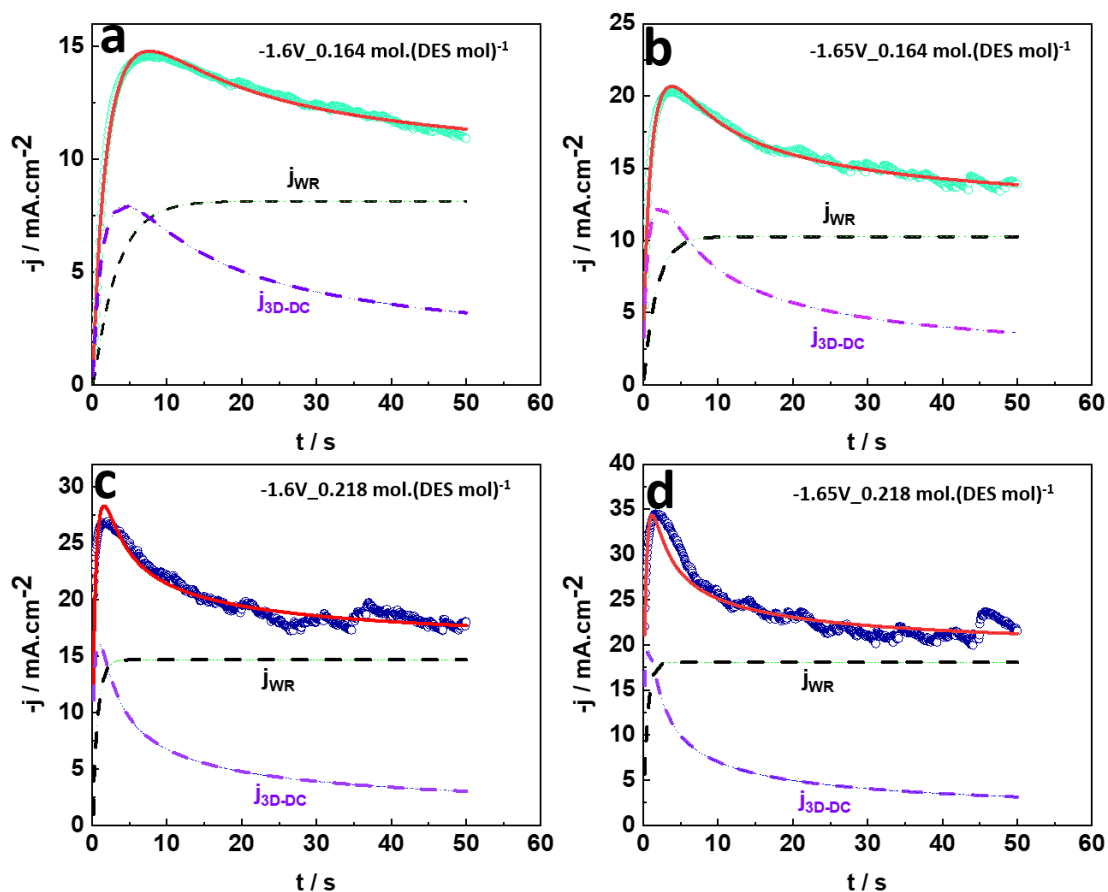 a
-1.6V_0.164 mol.(DES mol)-1
15
10
5
0
-j / mA.cm-2
jWR
j3D-DC
0 10 20 30 40 50 60
t / s
b
-1.65V_0.164 mol.(DES mol)-1
25
20
15
10
5
0
-j / mA.cm-2
jWR
j3D-DC
0 10 20 30 40 50 60
t / s
c
-1.6V_0.218 mol.(DES mol)-1
30
25
20
15
10
5
0
-j / mA.cm-2
jWR
j3D-DC
0 10 20 30 40 50 60
t / s
d
-1.65V_0.218 mol.(DES mol)-1
40
35
30
25
20
15
10
5
0
-j / mA.cm-2
jWR
j3D-DC
0 10 20 30 40 50 60
t / s